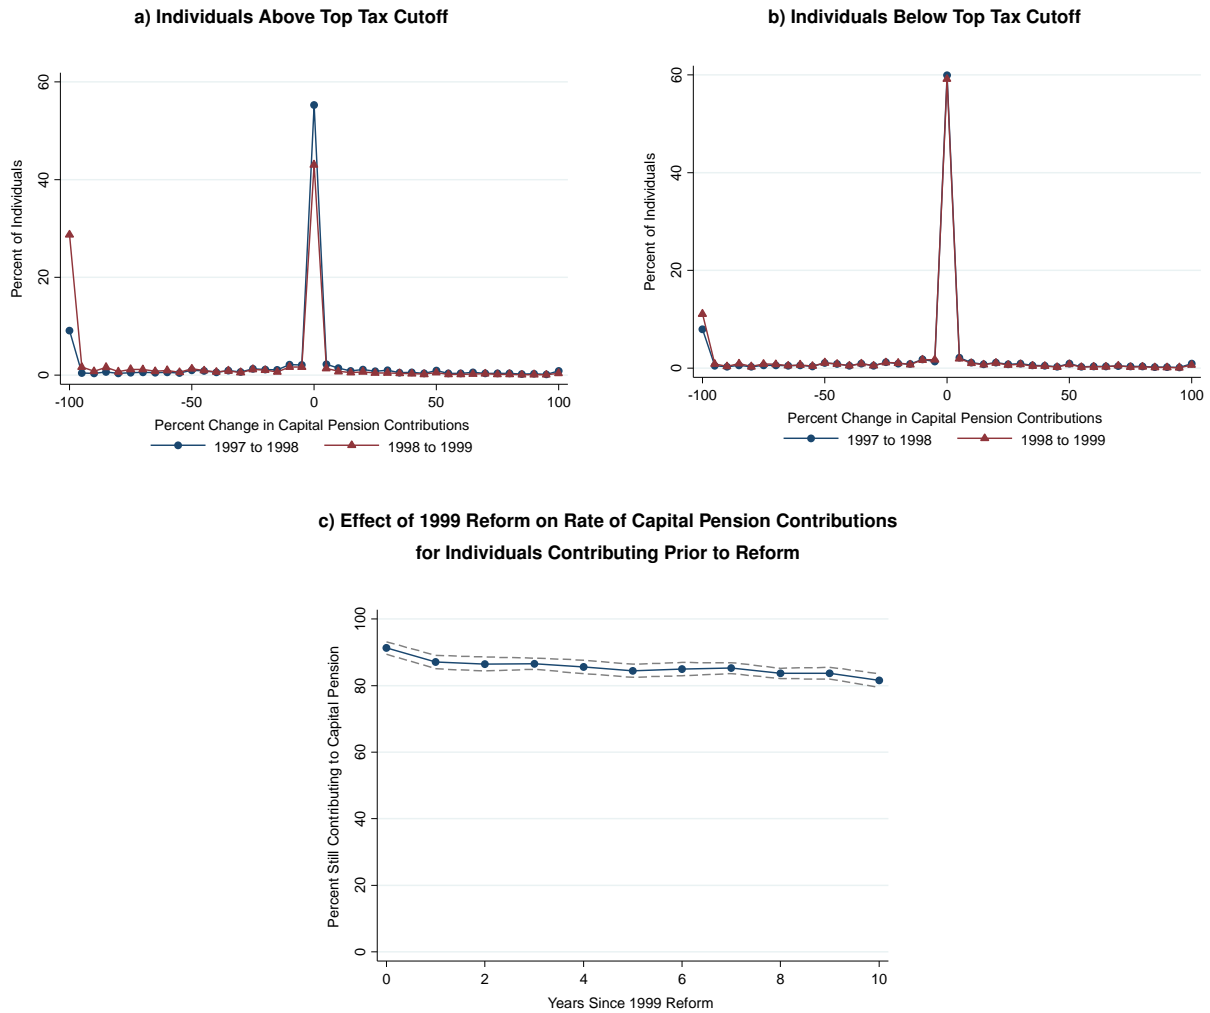 a) Individuals Above Top Tax Cutoff
60
40
20
0
Percent of Individuals
-100 -50 0 50 100
Percent Change in Capital Pension Contributions
1997 to 1998 1998 to 1999
b) Individuals Below Top Tax Cutoff
60
40
20
0
Percent of Individuals
-100 -50 0 50 100
Percent Change in Capital Pension Contributions
1997 to 1998 1998 to 1999
c) Effect of 1999 Reform on Rate of Capital Pension Contributions
for Individuals Contributing Prior to Reform
100
80
60
40
20
0
Percent Still Contributing to Capital Pension
0 2 4 6 8 10
Years Since 1999 Reform